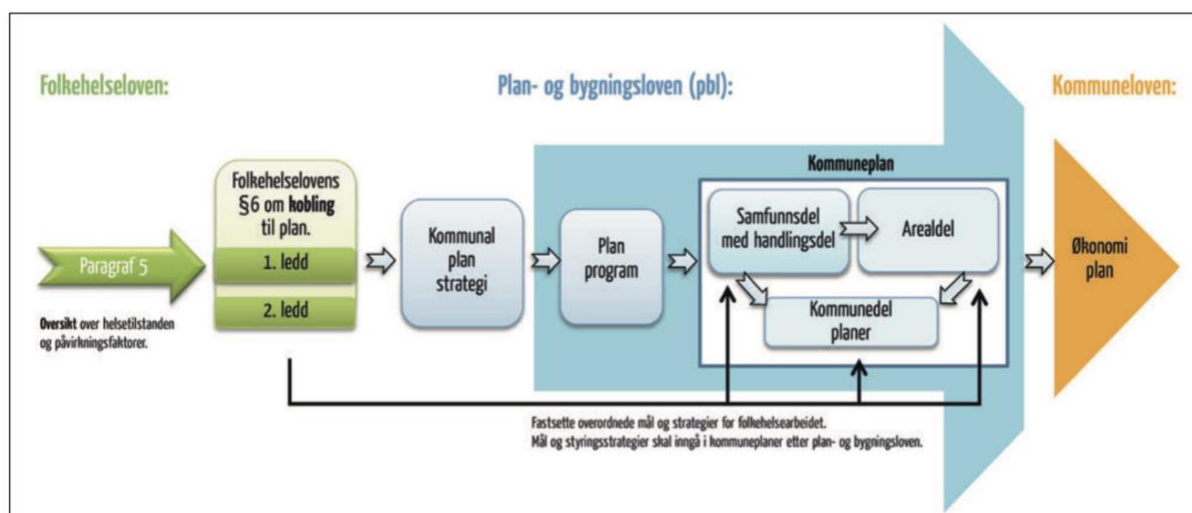 Folkehelseloven:
Plan- og bygningsloven (pbl):
Kommuneloven:
Paragraf 5
Oversikt over helsetilstanden
og påvirkningsfaktorer.
Folkehelselovens
§6 om kobling
til plan.
1. ledd
2. ledd
Kommunal
plan
strategi
Plan
program
Kommuneplan
Samfunnsdel
med handlingsdel
Arealdel
Kommunedel
planer
Økonomi
plan
Fastsette overordnede mål og strategier for folkehelsearbeidet.
Mål og styringsstrategier skal inngå i kommuneplaner etter plan- og bygningsloven.